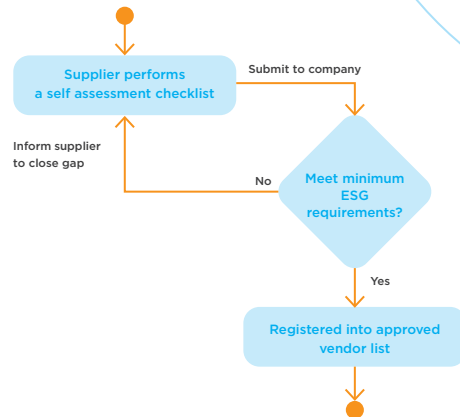 Supplier performs
a self assessment checklist
Submit to company
Inform supplier
to close gap
No
Meet minimum
ESG
requirements?
Yes
Registered into approved
vendor list